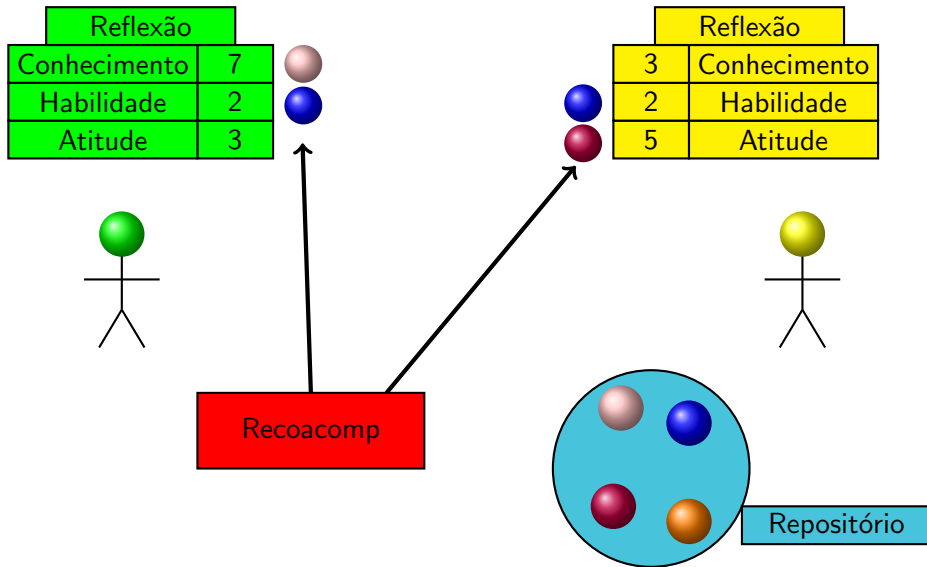 Reflexão
Conhecimento 7
Habilidade 2
Atitude 3
Reflexão
3 Conhecimento
2 Habilidade
5 Atitude
Recoacomp
Repositório